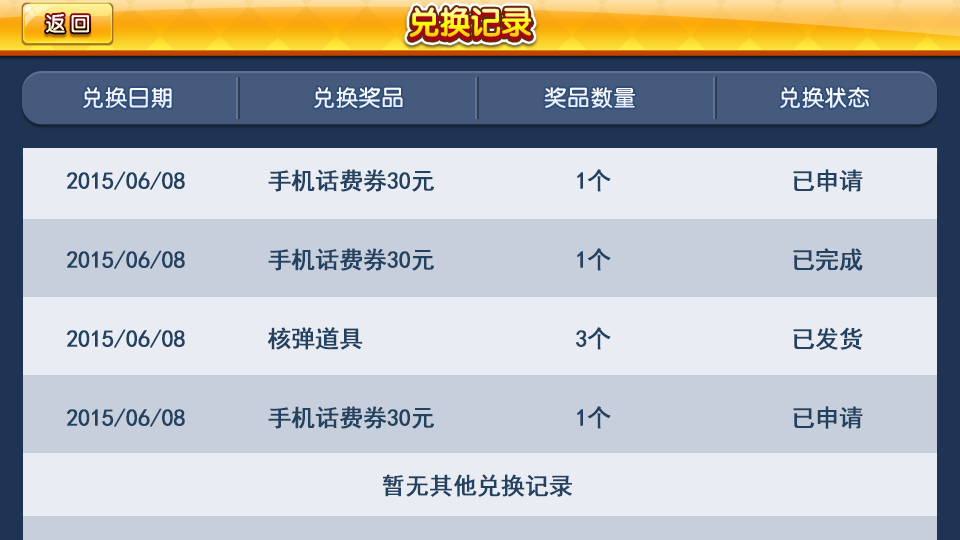 返回 兑换记录
兑换日期 兑换奖品 奖品数量 兑换状态
2015/06/08 手机话费券30元 1个 已申请
2015/06/08 手机话费券30元 1个 已完成
2015/06/08 核弹道具 3个 已发货
2015/06/08 手机话费券30元 1个 已申请
暂无其他兑换记录